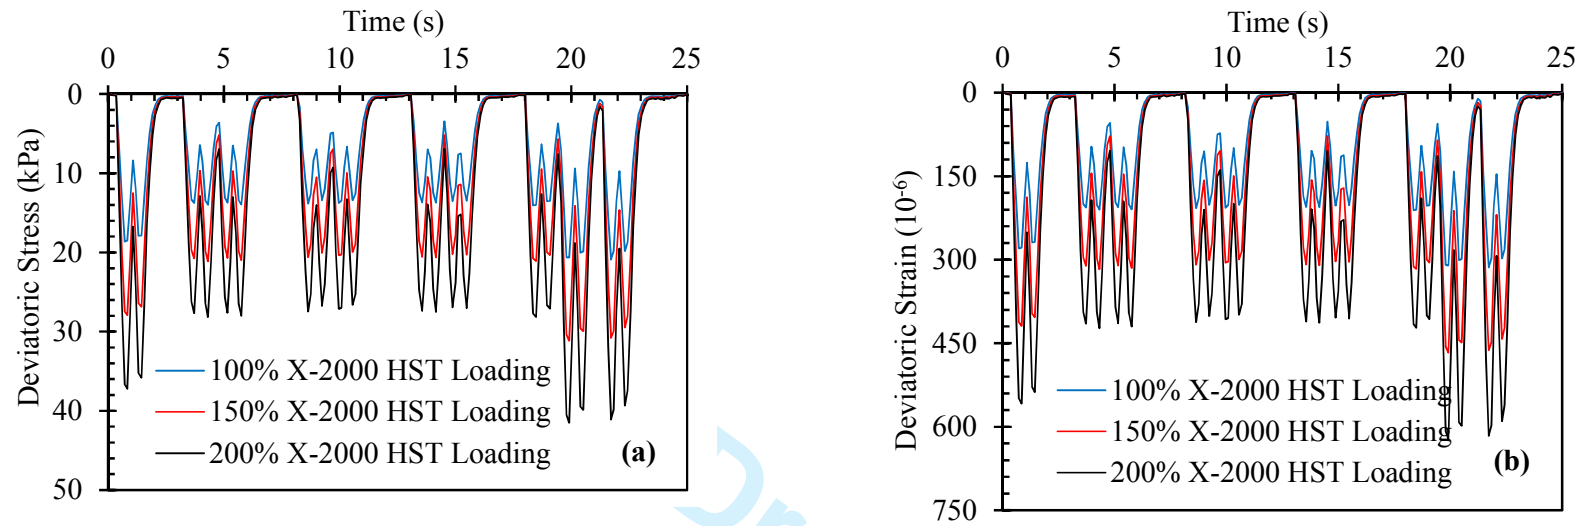 Time (s)
0 5 10 15 20 25
0
10
20
30
40
50
Deviatoric Stress (kPa)
100% X-2000 HST Loading
150% X-2000 HST Loading
200% X-2000 HST Loading
(a)
Time (s)
0 5 10 15 20 25
0
150
300
450
600
750
Deviatoric Strain (10⁻⁶)
100% X-2000 HST Loading
150% X-2000 HST Loading
200% X-2000 HST Loading
(b)